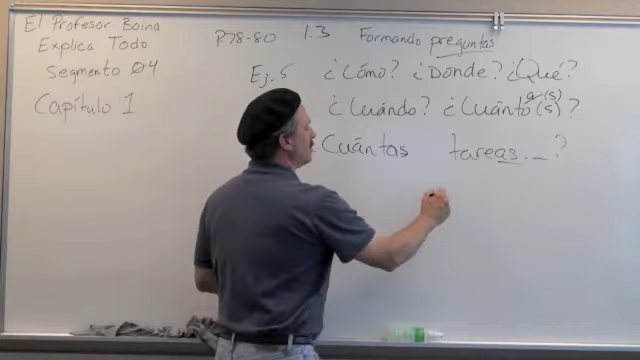 El Profesor Boina
Explica Todo
Segmento 04
Capítulo 1
P.78-80 1.3 Formando preguntas
Ej. 5 ¿Cómo? ¿Dónde? ¿Qué?
¿Cuándo? ¿Cuánto(s)?
a(s)
Cuántas tareas... ?